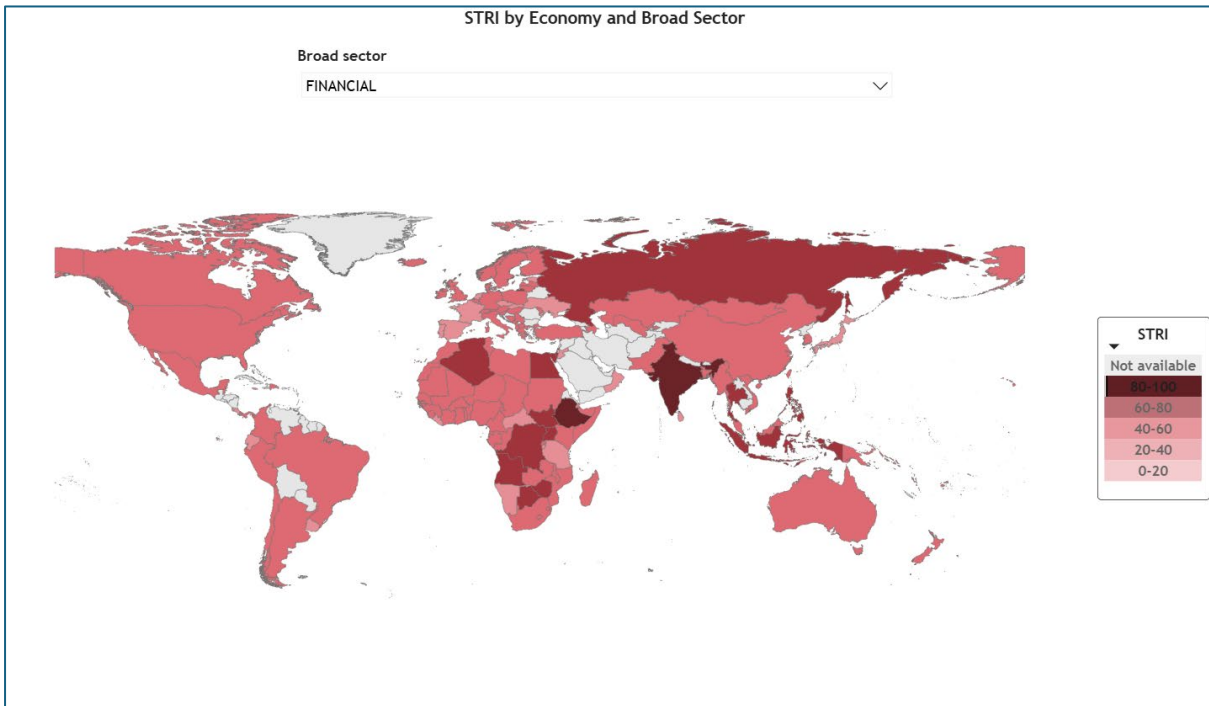 STRI by Economy and Broad Sector
Broad sector
FINANCIAL
STRI
Not available
80-100
60-80
40-60
20-40
0-20